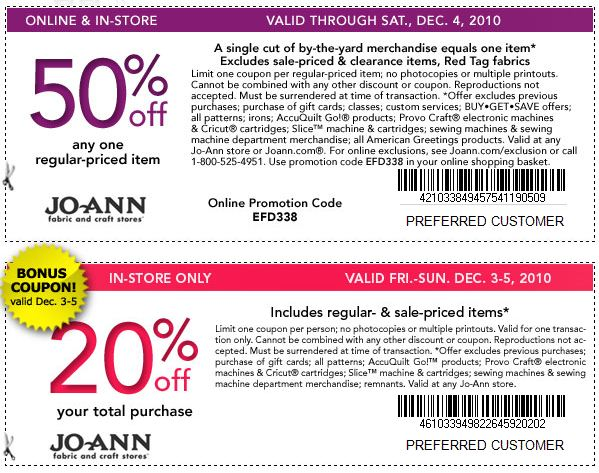 ONLINE & IN-STORE
VALID THROUGH SAT., DEC. 4, 2010
50% off
any one
regular-priced item
A single cut of by-the-yard merchandise equals one item*
Excludes sale-priced & clearance items, Red Tag fabrics
Limit one coupon per regular-priced item; no photocopies or multiple printouts.
Cannot be combined with any other discount or coupon. Reproductions not
accepted. Must be surrendered at time of transaction. *Offer excludes previous
purchases; purchase of gift cards; classes; custom services; BUY•GET•SAVE offers;
all patterns; irons; AccuQuilt Go!® products; Provo Craft® electronic machines
& Cricut® cartridges; Slice™ machine & cartridges; sewing machines & sewing
machine department merchandise; all American Greetings products. Valid at any
Jo-Ann store or Joann.com®. For online exclusions, see Joann.com/exclusion or call
1-800-525-4951. Use promotion code EFD338 in your online shopping basket.
JO-ANN
fabric and craft stores®
Online Promotion Code
EFD338
421033849457541190509
PREFERRED CUSTOMER
BONUS
COUPON!
valid Dec. 3-5
IN-STORE ONLY
VALID FRI.-SUN. DEC. 3-5, 2010
20% off
your total purchase
Includes regular- & sale-priced items*
Limit one coupon per person; no photocopies or multiple printouts. Valid for one transac-
tion only. Cannot be combined with any other discount or coupon. Reproductions not ac-
cepted. Must be surrendered at time of transaction. *Offer excludes previous purchases;
purchase of gift cards; all patterns; AccuQuilt Go!™ products; Provo Craft® electronic
machines & Cricut® cartridges; Slice™ machine & cartridges; sewing machines & sewing
machine department merchandise; remnants. Valid at any Jo-Ann store.
JO-ANN
fabric and craft stores®
461033949822645920202
PREFERRED CUSTOMER